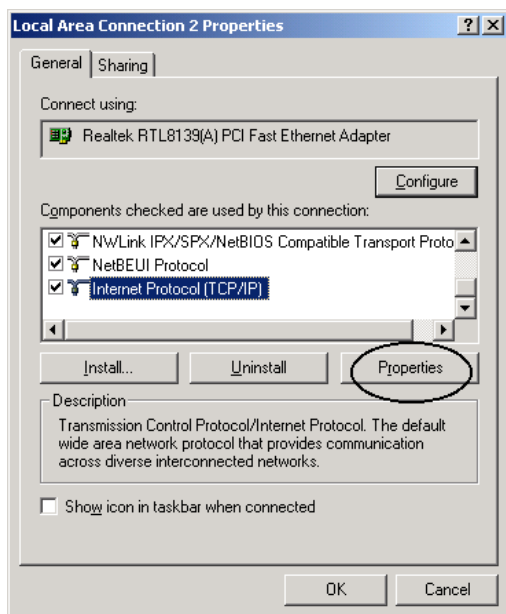 Local Area Connection 2 Properties
General
Sharing
Connect using:
Realtek RTL8139(A) PCI Fast Ethernet Adapter
Configure
Components checked are used by this connection:
NWLink IPX/SPX/NetBIOS Compatible Transport Proto
NetBEUI Protocol
Internet Protocol (TCP/IP)
Install...
Uninstall
Properties
Description
Transmission Control Protocol/Internet Protocol. The default
wide area network protocol that provides communication
across diverse interconnected networks.
Show icon in taskbar when connected
OK
Cancel